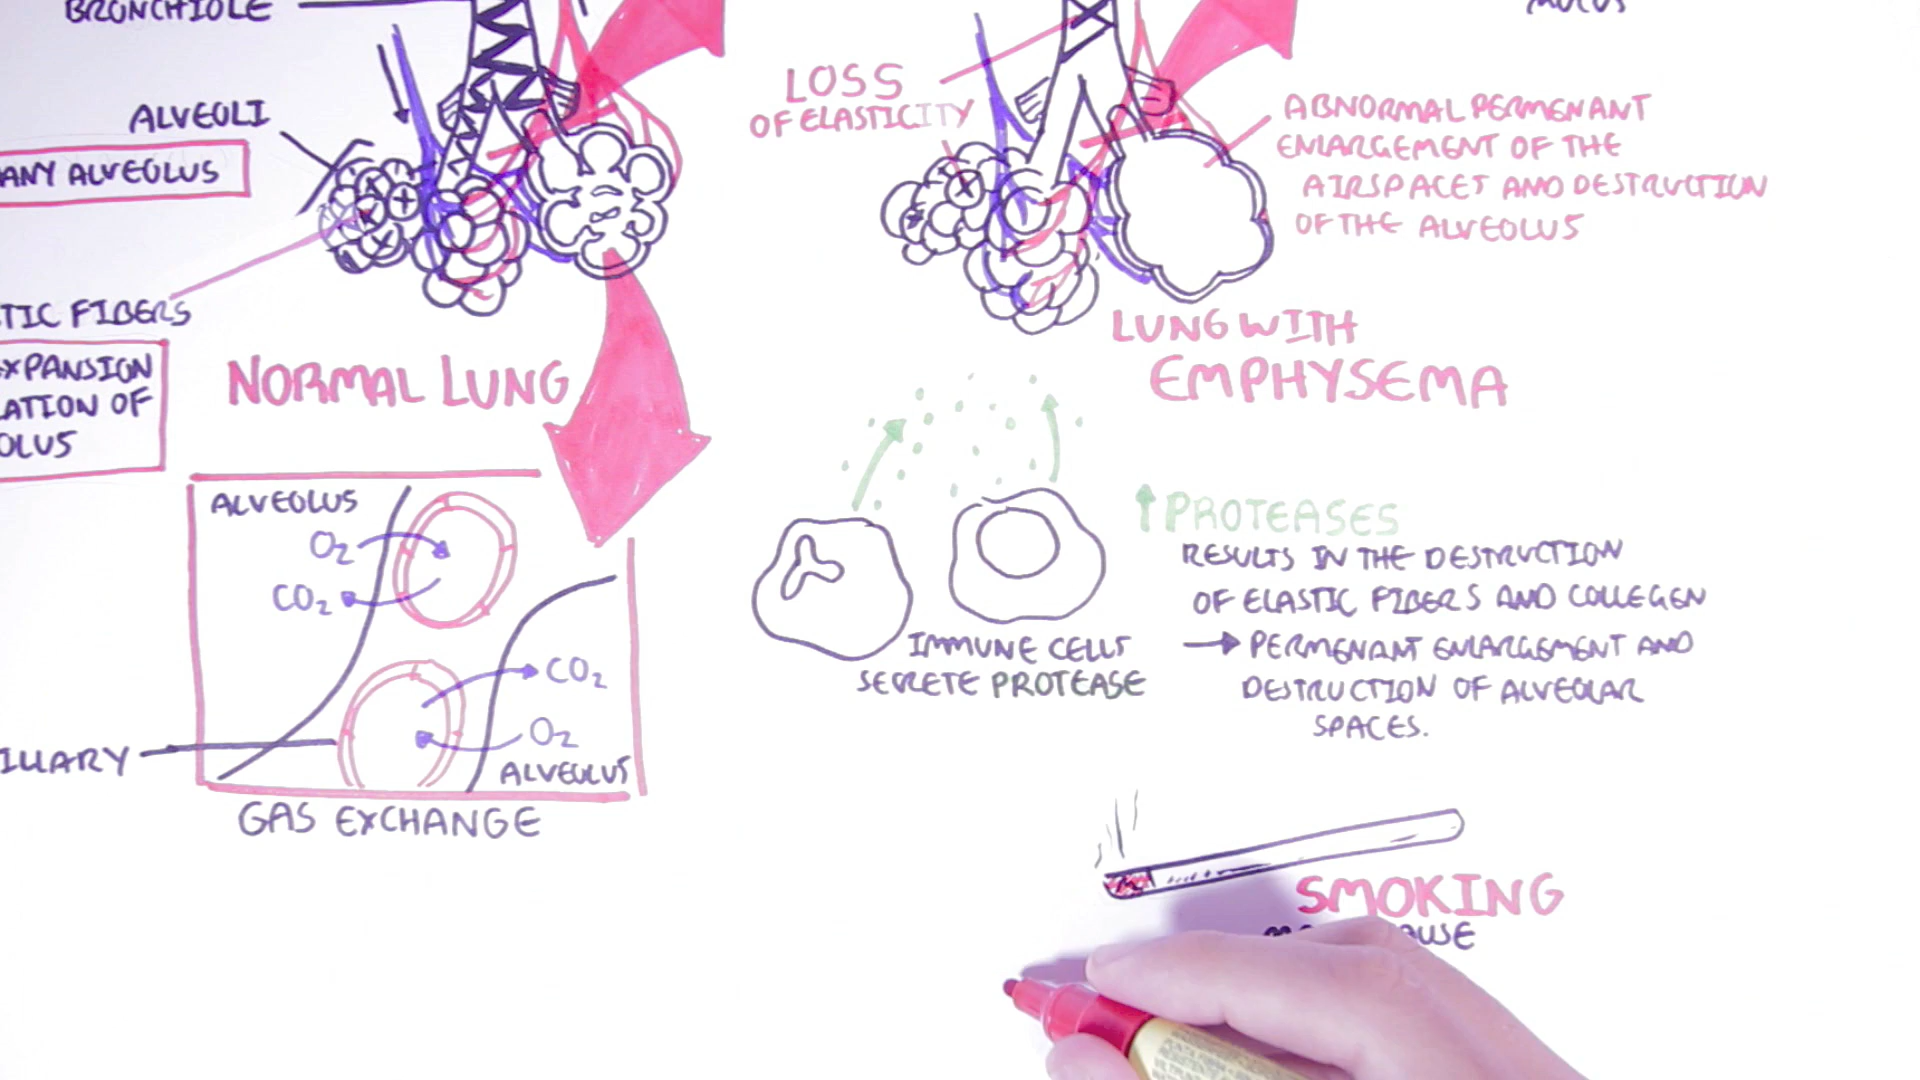 BRONCHIOLE
ALVEOLI
ANY ALVEOLUS
TIC FIBERS
XPANSION
LATION OF
OLUS
NORMAL LUNG
ALVEOLUS
O2
CO2
CO2
O2
ALVEOLUS
ILLARY
GAS EXCHANGE
MUCUS
LOSS
OF ELASTICITY
ABNORMAL PERMENANT
ENLARGEMENT OF THE
AIRSPACES AND DESTRUCTION
OF THE ALVEOLUS
LUNG WITH
EMPHYSEMA
IMMUNE CELLS
SECRETE PROTEASE
↑ PROTEASES
RESULTS IN THE DESTRUCTION
OF ELASTIC FIBERS AND COLLEGEN
→ PERMENANT ENLARGEMENT AND
DESTRUCTION OF ALVEOLAR
SPACES.
SMOKING